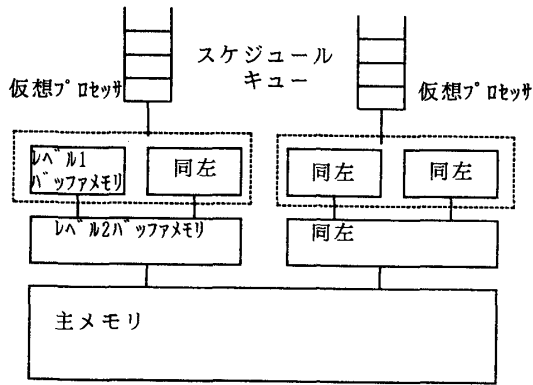 スケジュール
キュー
仮想プロセッサ
仮想プロセッサ
レベル1
バッファメモリ
同左
同左
同左
レベル2バッファメモリ
同左
主メモリ